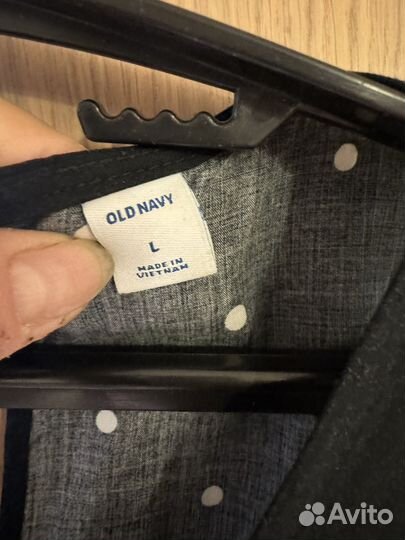 OLD NAVY
L
MADE IN
VIETNAM
Avito